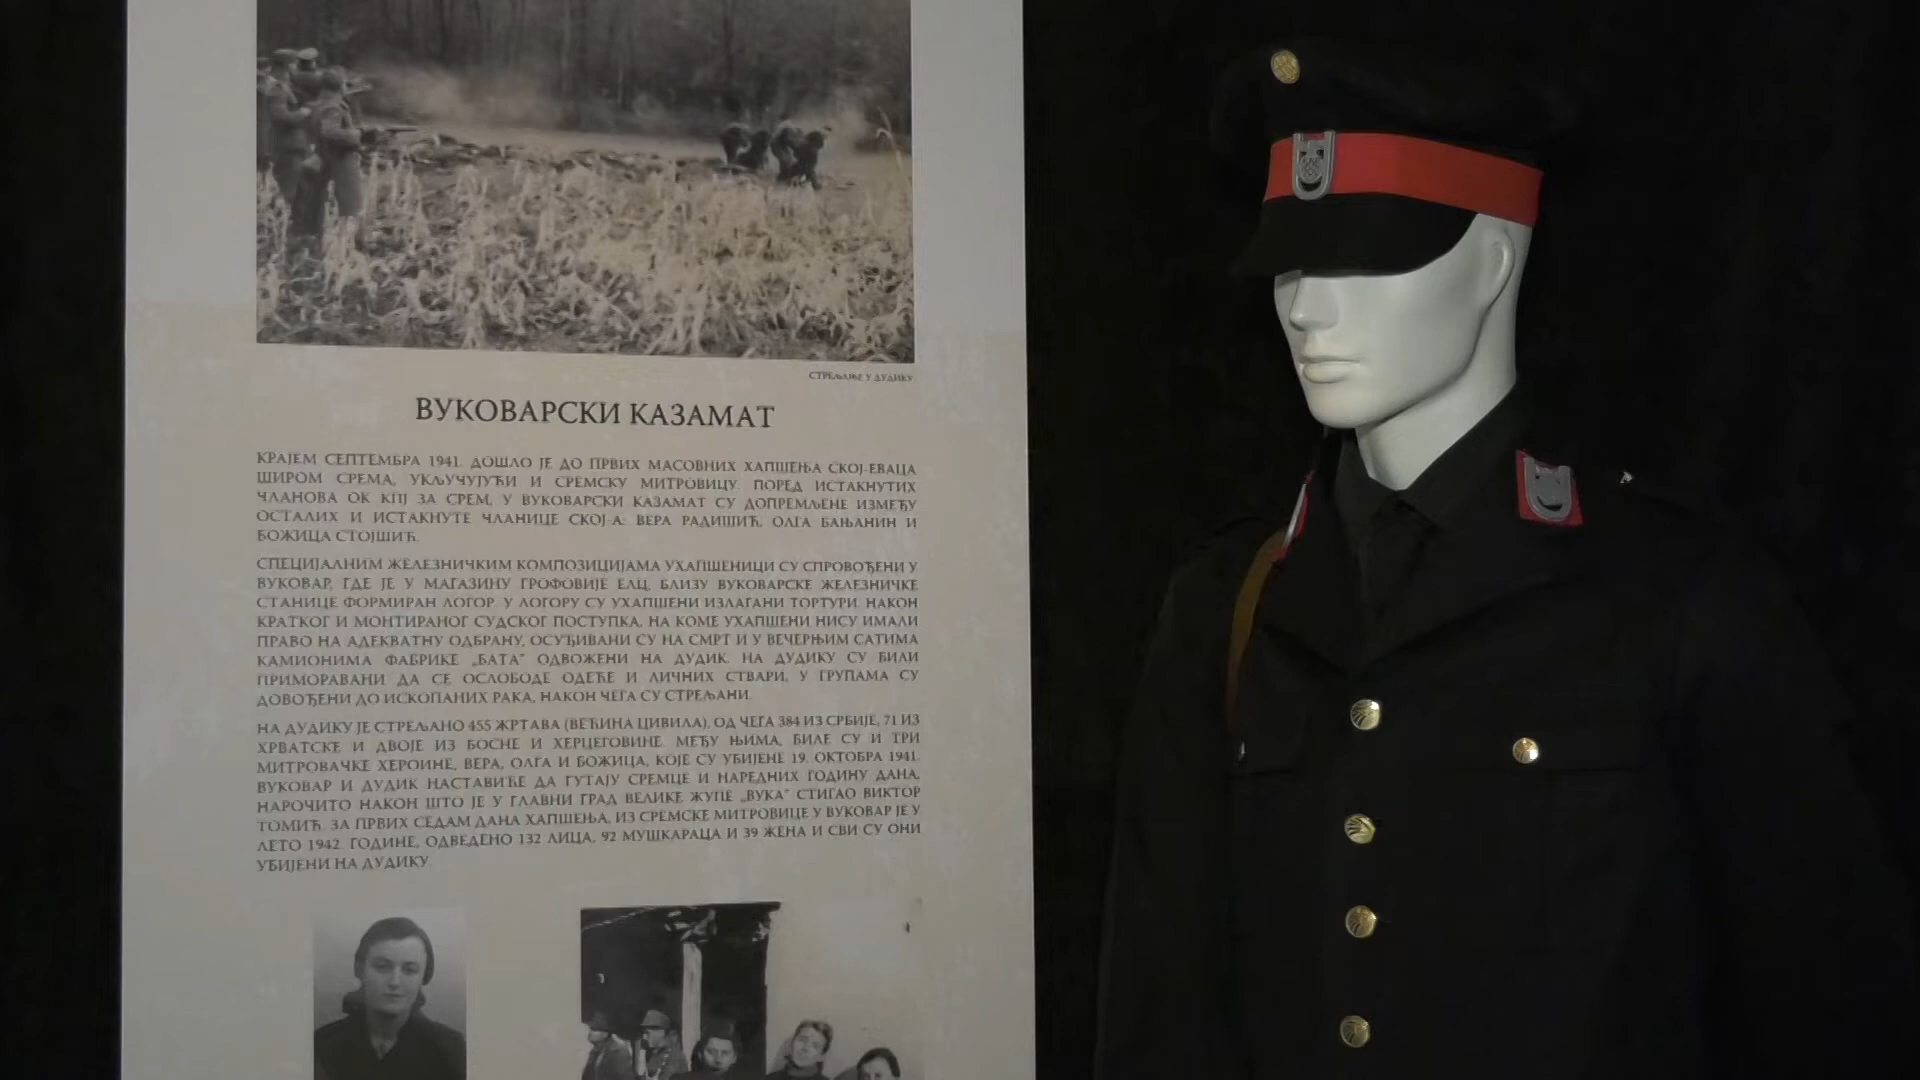 СТРЕЉАЊЕ У ДУДИКУ
ВУКОВАРСКИ КАЗАМАТ
КРАЈЕМ СЕПТЕМБРА 1941. ДОШЛО ЈЕ ДО ПРВИХ МАСОВНИХ ХАПШЕЊА СКОЈ-ЕВАЦА
ШИРОМ СРЕМА, УКЉУЧУЈУЋИ И СРЕМСКУ МИТРОВИЦУ. ПОРЕД ИСТАКНУТИХ
ЧЛАНОВА ОК КПЈ ЗА СРЕМ, У ВУКОВАРСКИ КАЗАМАТ СУ ДОПРЕМЉЕНЕ ИЗМЕЂУ
ОСТАЛИХ И ИСТАКНУТЕ ЧЛАНИЦЕ СКОЈ-А: ВЕРА РАДИШИЋ, ОЛГА БАЊАНИН И
БОЖИЦА СТОЈШИЋ.
СПЕЦИЈАЛНИМ ЖЕЛЕЗНИЧКИМ КОМПОЗИЦИЈАМА УХАПШЕНИЦИ СУ СПРОВОЂЕНИ У
ВУКОВАР, ГДЕ ЈЕ У МАГАЗИНУ ГРОФОВИЈЕ ЕЛЦ, БЛИЗУ ВУКОВАРСКЕ ЖЕЛЕЗНИЧКЕ
СТАНИЦЕ ФОРМИРАН ЛОГОР. У ЛОГОРУ СУ УХАПШЕНИ ИЗЛАГАНИ ТОРТУРИ. НАКОН
КРАТКОГ И МОНТИРАНОГ СУДСКОГ ПОСТУПКА, НА КОМЕ УХАПШЕНИ НИСУ ИМАЛИ
ПРАВО НА АДЕКВАТНУ ОДБРАНУ, ОСУЂИВАНИ СУ НА СМРТ И У ВЕЧЕРЊИМ САТИМА
КАМИОНИМА ФАБРИКЕ „БАТА" ОДВОЖЕНИ НА ДУДИК. НА ДУДИКУ СУ БИЛИ
ПРИМОРАВАНИ ДА СЕ ОСЛОБОДЕ ОДЕЋЕ И ЛИЧНИХ СТВАРИ, У ГРУПАМА СУ
ДОВОЂЕНИ ДО ИСКОПАНИХ РАКА, НАКОН ЧЕГА СУ СТРЕЉАНИ.
НА ДУДИКУ ЈЕ СТРЕЉАНО 455 ЖРТАВА (ВЕЋИНА ЦИВИЛА), ОД ЧЕГА 384 ИЗ СРБИЈЕ, 71 ИЗ
ХРВАТСКЕ И ДВОЈЕ ИЗ БОСНЕ И ХЕРЦЕГОВИНЕ. МЕЂУ ЊИМА, БИЛЕ СУ И ТРИ
МИТРОВАЧКЕ ХЕРОИНЕ, ВЕРА, ОЛГА И БОЖИЦА, КОЈЕ СУ УБИЈЕНЕ 19. ОКТОБРА 1941.
ВУКОВАР И ДУДИК НАСТАВИЋЕ ДА ГУТАЈУ СРЕМЦЕ И НАРЕДНИХ ГОДИНУ ДАНА,
НАРОЧИТО НАКОН ШТО ЈЕ У ГЛАВНИ ГРАД ВЕЛИКЕ ЖУПЕ „ВУКА" СТИГАО ВИКТОР
ТОМИЋ. ЗА ПРВИХ СЕДАМ ДАНА ХАПШЕЊА, ИЗ СРЕМСКЕ МИТРОВИЦЕ У ВУКОВАР ЈЕ У
ЛЕТО 1942. ГОДИНЕ, ОДВЕДЕНО 132 ЛИЦА, 92 МУШКАРАЦА И 39 ЖЕНА И СВИ СУ ОНИ
УБИЈЕНИ НА ДУДИКУ.